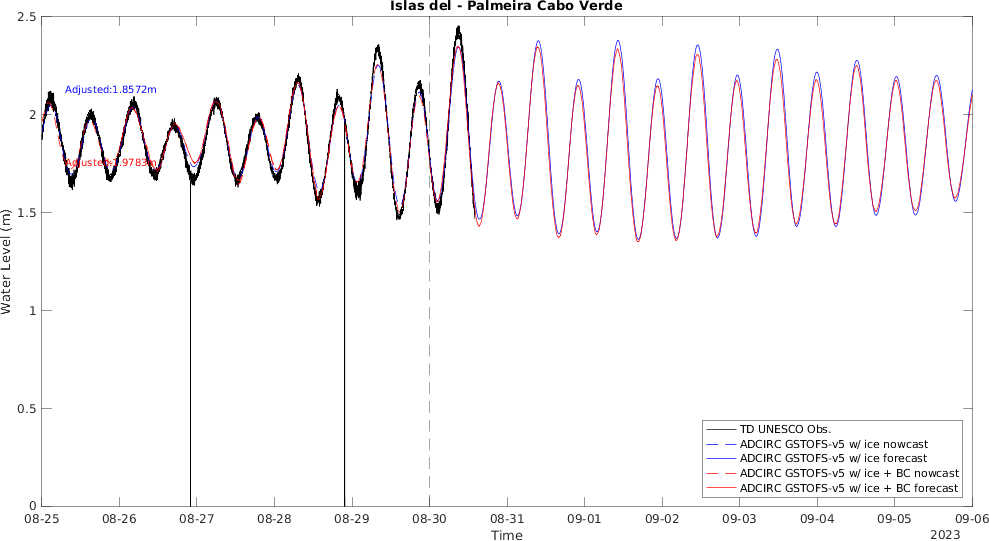 Islas del - Palmeira Cabo Verde
2.5
2
1.5
1
0.5
0
Water Level (m)
Adjusted:1.8572m
Adjusted:1.9783m
08-25 08-26 08-27 08-28 08-29 08-30 08-31 09-01 09-02 09-03 09-04 09-05 09-06
Time
2023
TD UNESCO Obs.
ADCIRC GSTOFS-v5 w/ ice nowcast
ADCIRC GSTOFS-v5 w/ ice forecast
ADCIRC GSTOFS-v5 w/ ice + BC nowcast
ADCIRC GSTOFS-v5 w/ ice + BC forecast